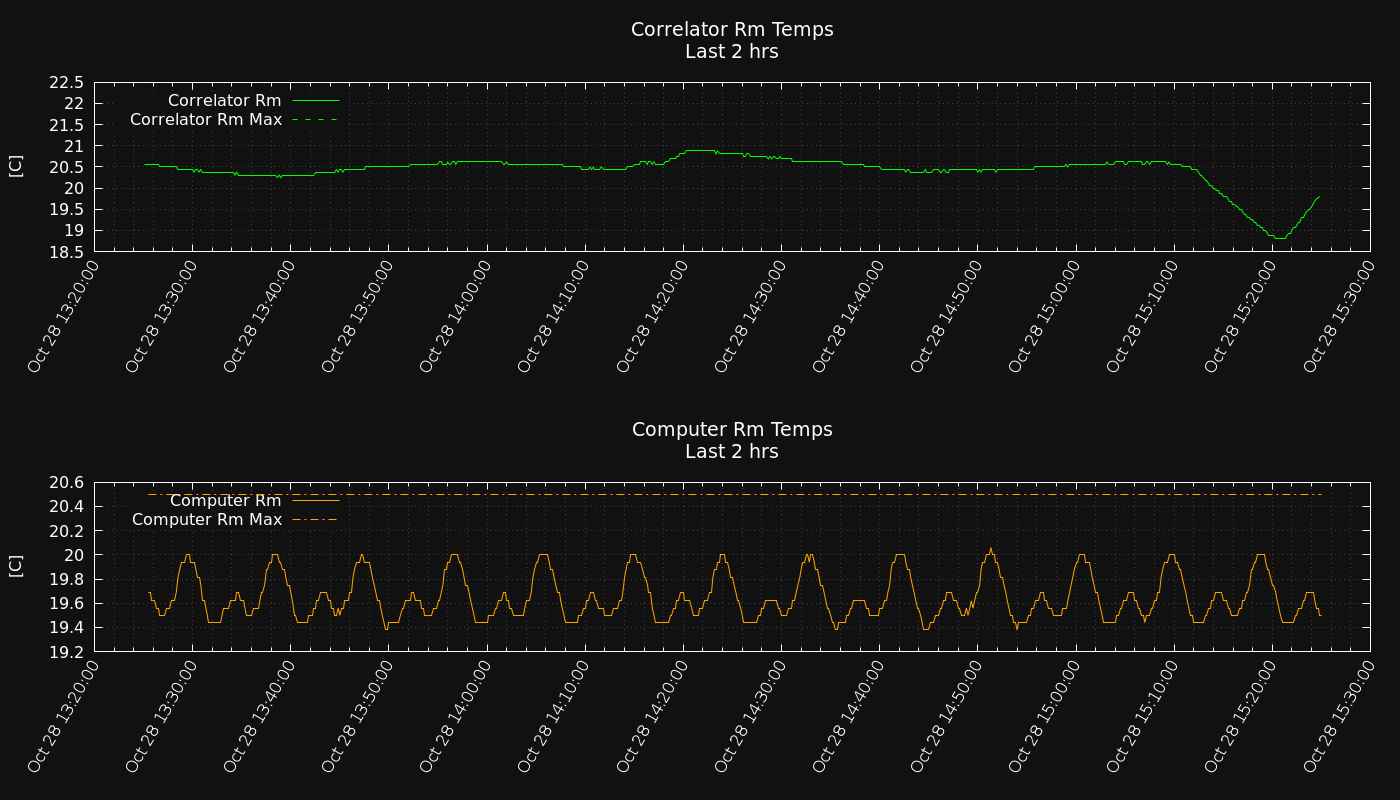 Correlator Rm Temps
Last 2 hrs
[C]
22.5
22
21.5
21
20.5
20
19.5
19
18.5
Correlator Rm
Correlator Rm Max
Oct 28 13:20:00
Oct 28 13:30:00
Oct 28 13:40:00
Oct 28 13:50:00
Oct 28 14:00:00
Oct 28 14:10:00
Oct 28 14:20:00
Oct 28 14:30:00
Oct 28 14:40:00
Oct 28 14:50:00
Oct 28 15:00:00
Oct 28 15:10:00
Oct 28 15:20:00
Oct 28 15:30:00
Computer Rm Temps
Last 2 hrs
[C]
20.6
20.4
20.2
20
19.8
19.6
19.4
19.2
Computer Rm
Computer Rm Max
Oct 28 13:20:00
Oct 28 13:30:00
Oct 28 13:40:00
Oct 28 13:50:00
Oct 28 14:00:00
Oct 28 14:10:00
Oct 28 14:20:00
Oct 28 14:30:00
Oct 28 14:40:00
Oct 28 14:50:00
Oct 28 15:00:00
Oct 28 15:10:00
Oct 28 15:20:00
Oct 28 15:30:00